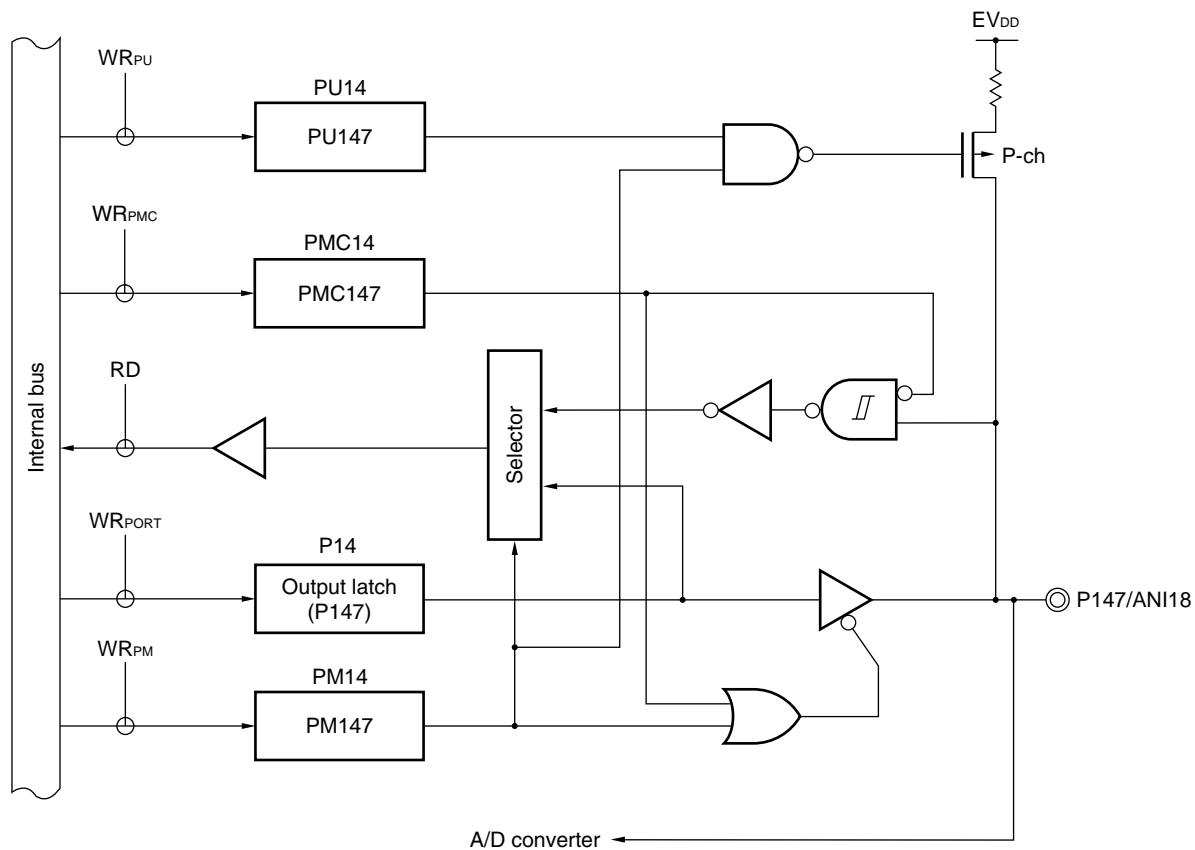 EVDD
WRPU
PU14
PU147
P-ch
WRPMC
PMC14
PMC147
RD
Internal bus
Selector
WRPORT
P14
Output latch
(P147)
P147/ANI18
WRPM
PM14
PM147
A/D converter